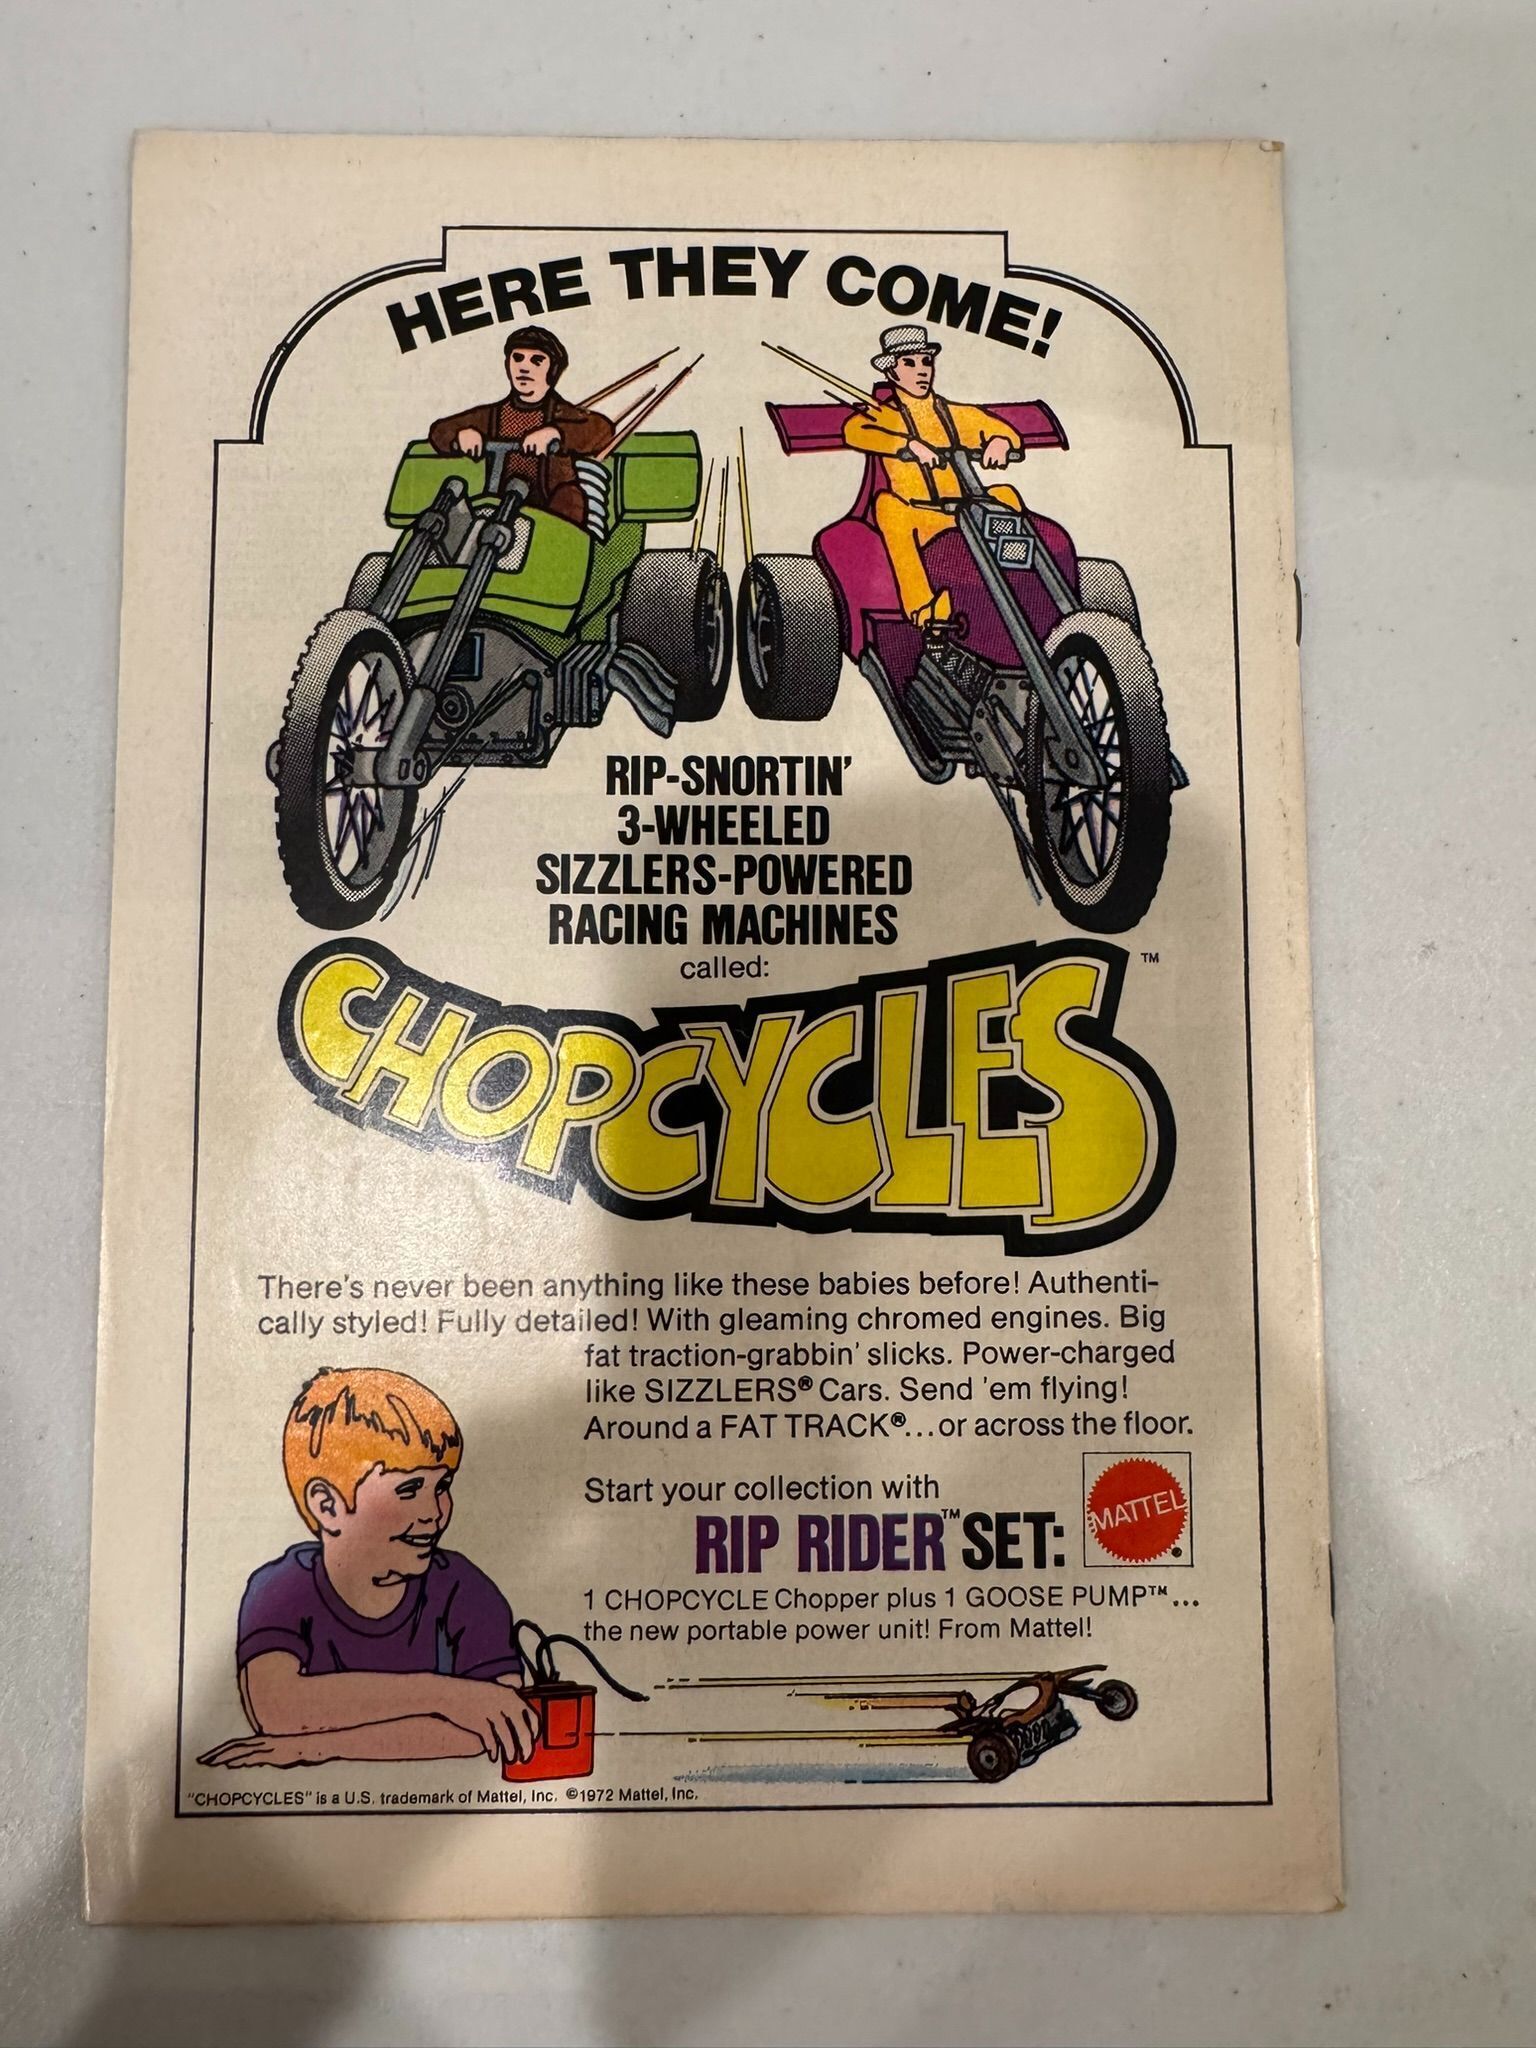 HERE THEY COME!
RIP-SNORTIN'
3-WHEELED
SIZZLERS-POWERED
RACING MACHINES
called:
CHOPCYCLES™
There's never been anything like these babies before! Authenti-
cally styled! Fully detailed! With gleaming chromed engines. Big
fat traction-grabbin' slicks. Power-charged
like SIZZLERS® Cars. Send 'em flying!
Around a FAT TRACK®...or across the floor.
Start your collection with
RIP RIDER™ SET:
MATTEL®
1 CHOPCYCLE Chopper plus 1 GOOSE PUMP™...
the new portable power unit! From Mattel!
"CHOPCYCLES" is a U.S. trademark of Mattel, Inc. ©1972 Mattel, Inc.